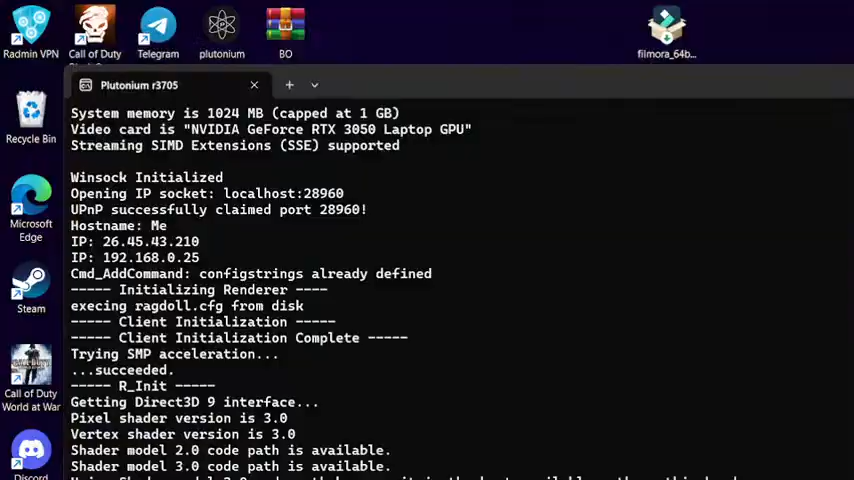 Radmin VPN
Call of Duty
Telegram
plutonium
BO
filmora_64b...
Recycle Bin
Microsoft
Edge
Steam
Call of Duty
World at War
Discord
Plutonium r3705
System memory is 1024 MB (capped at 1 GB)
Video card is "NVIDIA GeForce RTX 3050 Laptop GPU"
Streaming SIMD Extensions (SSE) supported
Winsock Initialized
Opening IP socket: localhost:28960
UPnP successfully claimed port 28960!
Hostname: Me
IP: 26.45.43.210
IP: 192.168.0.25
Cmd_AddCommand: configstrings already defined
----- Initializing Renderer ----
execing ragdoll.cfg from disk
----- Client Initialization -----
----- Client Initialization Complete -----
Trying SMP acceleration...
...succeeded.
----- R_Init -----
Getting Direct3D 9 interface...
Pixel shader version is 3.0
Vertex shader version is 3.0
Shader model 2.0 code path is available.
Shader model 3.0 code path is available.